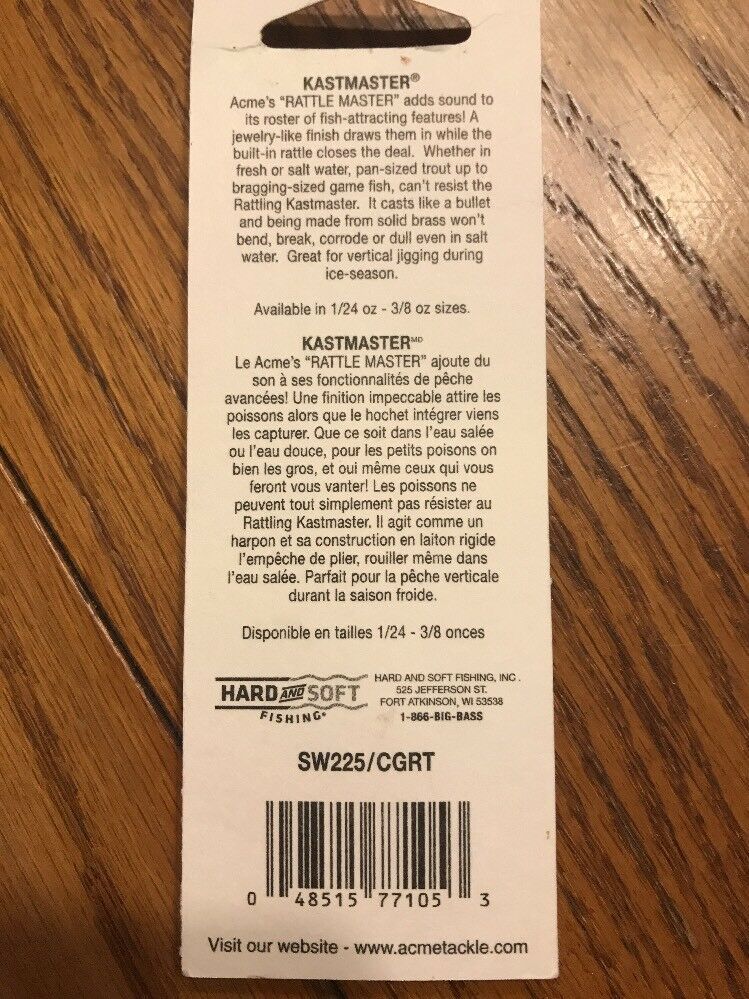 KASTMASTER®
Acme's "RATTLE MASTER" adds sound to
its roster of fish-attracting features! A
jewelry-like finish draws them in while the
built-in rattle closes the deal. Whether in
fresh or salt water, pan-sized trout up to
bragging-sized game fish, can't resist the
Rattling Kastmaster. It casts like a bullet
and being made from solid brass won't
bend, break, corrode or dull even in salt
water. Great for vertical jigging during
ice-season.
Available in 1/24 oz - 3/8 oz sizes.
KASTMASTERᴹᴰ
Le Acme's "RATTLE MASTER" ajoute du
son à ses fonctionnalités de pêche
avancées! Une finition impeccable attire les
poissons alors que le hochet intégrer viens
les capturer. Que ce soit dans l'eau salée
ou l'eau douce, pour les petits poisons on
bien les gros, et oui même ceux qui vous
feront vous vanter! Les poissons ne
peuvent tout simplement pas résister au
Rattling Kastmaster. Il agit comme un
harpon et sa construction en laiton rigide
l'empêche de plier, rouiller même dans
l'eau salée. Parfait pour la pêche verticale
durant la saison froide.
Disponible en tailles 1/24 - 3/8 onces
HARD AND SOFT
FISHING®
HARD AND SOFT FISHING, INC.
525 JEFFERSON ST.
FORT ATKINSON, WI 53538
1-866-BIG-BASS
SW225/CGRT
0 48515 77105 3
Visit our website - www.acmetackle.com